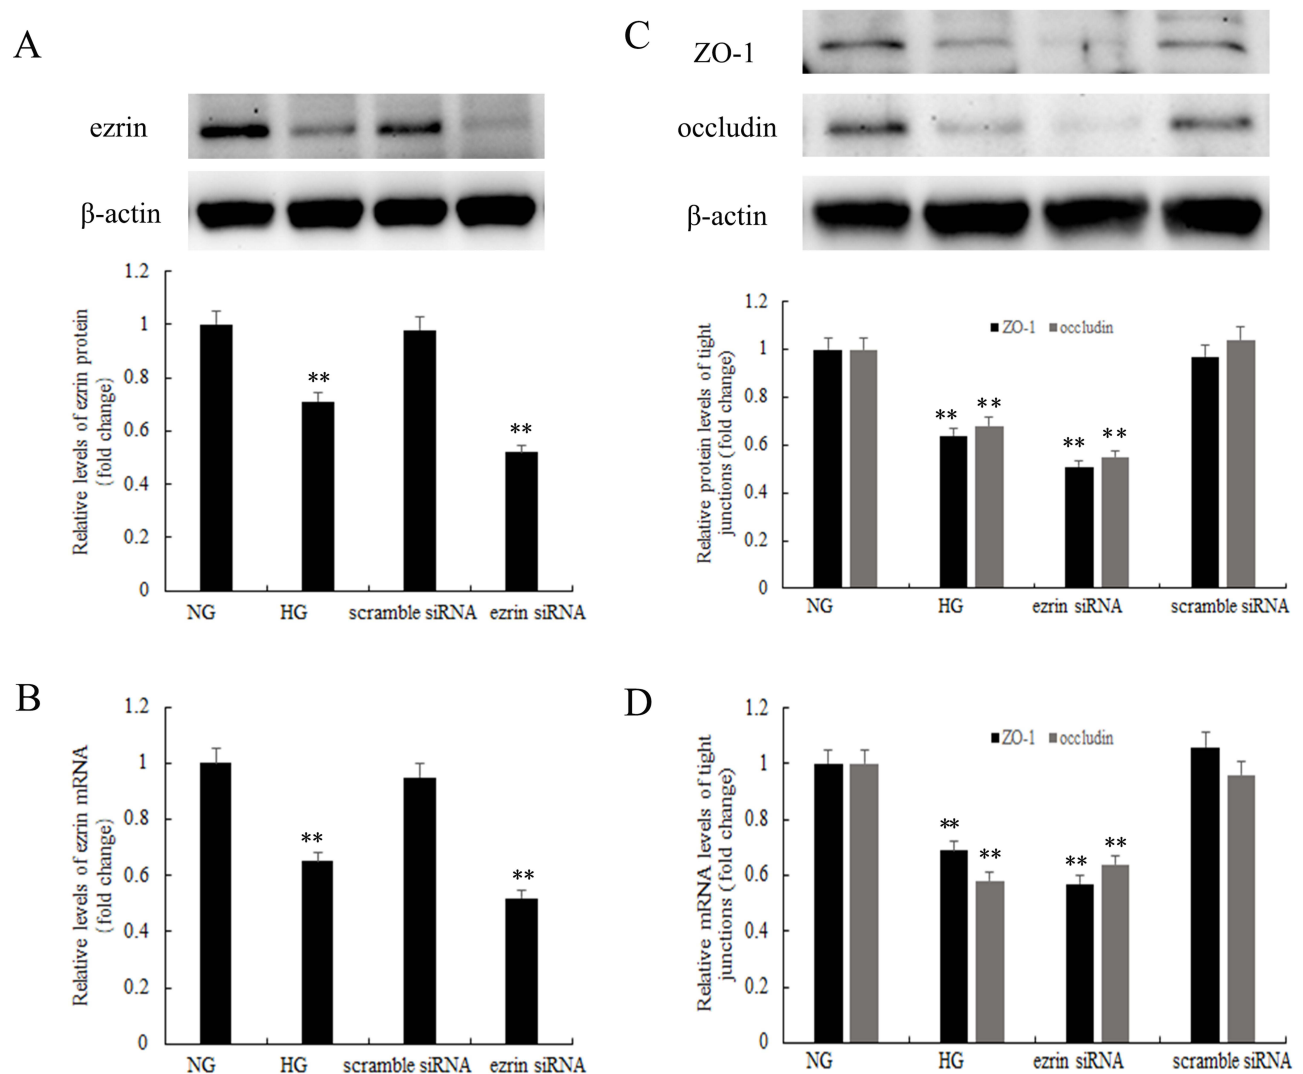 A
ezrin
β-actin
1.2
1
0.8
0.6
0.4
0.2
0
Relative levels of ezrin protein
(fold change)
**
**
NG HG scramble siRNA ezrin siRNA
B
1.2
1
0.8
0.6
0.4
0.2
0
Relative levels of ezrin mRNA
(fold change)
**
**
NG HG scramble siRNA ezrin siRNA
C
ZO-1
occludin
β-actin
1.2
1
0.8
0.6
0.4
0.2
0
Relative protein levels of tight
junctions (fold change)
ZO-1 occludin
** **
** **
NG HG ezrin siRNA scramble siRNA
D
1.2
1
0.8
0.6
0.4
0.2
0
Relative mRNA levels of tight
junctions (fold change)
ZO-1 occludin
** **
** **
NG HG ezrin siRNA scramble siRNA